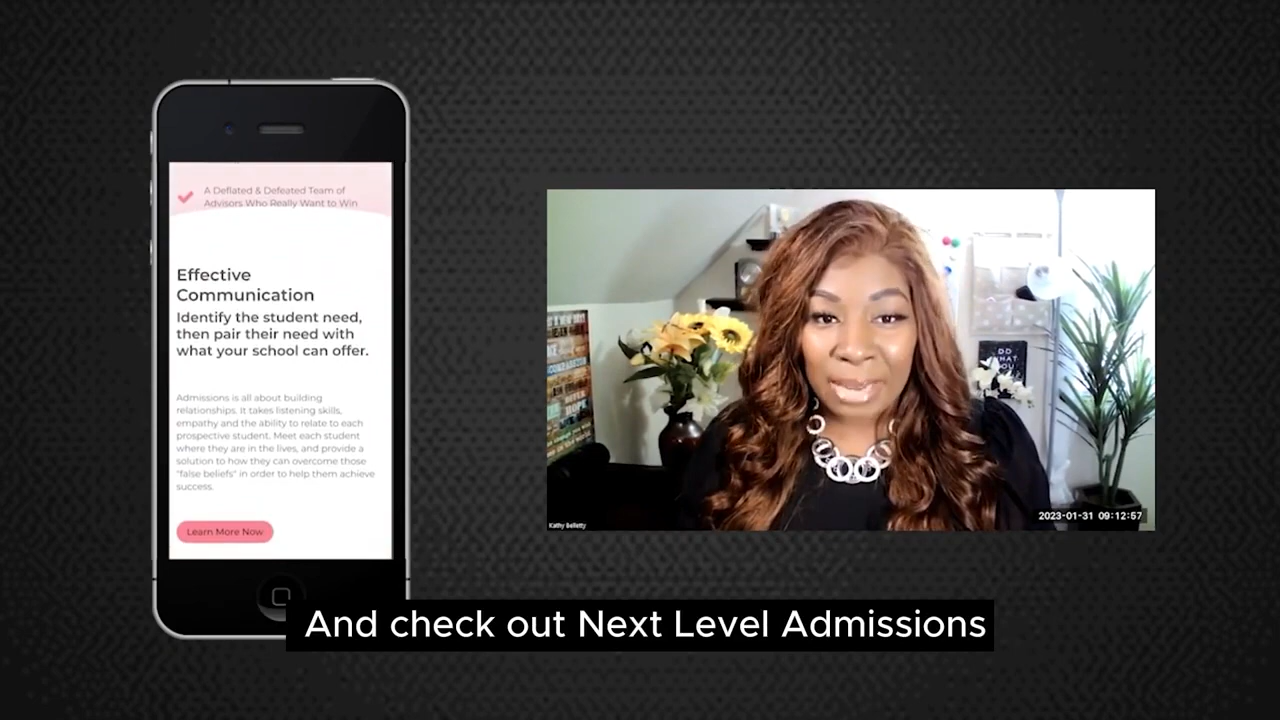 A Deflated & Defeated Team of
Advisors Who Really Want to Win
Effective
Communication
Identify the student need,
then pair their need with
what your school can offer.
Admissions is all about building
relationships. It takes listening skills,
empathy and the ability to relate to each
prospective student. Meet each student
where they are in the lives, and provide a
solution to how they can overcome those
"false beliefs" in order to help them achieve
success.
Learn More Now
DO
WHAT
YOU
Kathy Belletty
2023-01-31 09:12:57
And check out Next Level Admissions